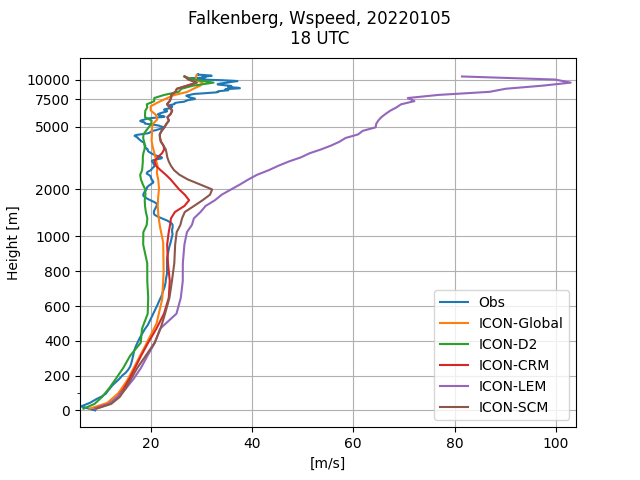 Falkenberg, Wspeed, 20220105
18 UTC
Height [m]
10000
7500
5000
2000
1000
800
600
400
200
0
20
40
60
80
100
[m/s]
Obs
ICON-Global
ICON-D2
ICON-CRM
ICON-LEM
ICON-SCM